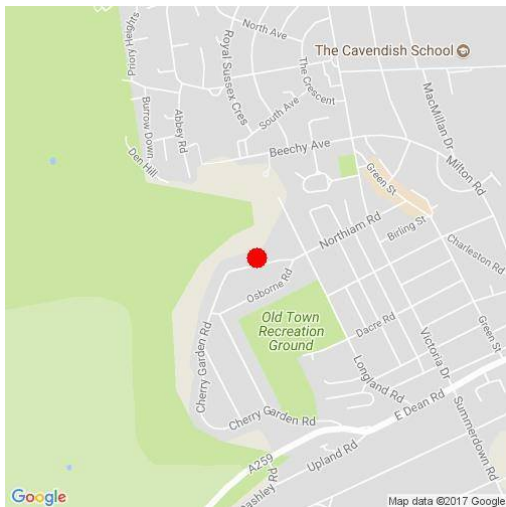 Priory Heights
North Ave
Royal Sussex Cres
The Cavendish School
The Crescent
MacMillan Dr
Burrow Down
Abbey Rd
South Ave
Den Hill
Beechy Ave
Milton Rd
Green St
Northiam Rd
Birling St
Charleston Rd
Osborne Rd
Old Town
Recreation
Ground
Dacre Rd
Cherry Garden Rd
Longland Rd
Victoria Dr
Green St
E Dean Rd
Cherry Garden Rd
Summerdown Rd
Upland Rd
A259
Pashley Rd
Google
Map data ©2017 Google